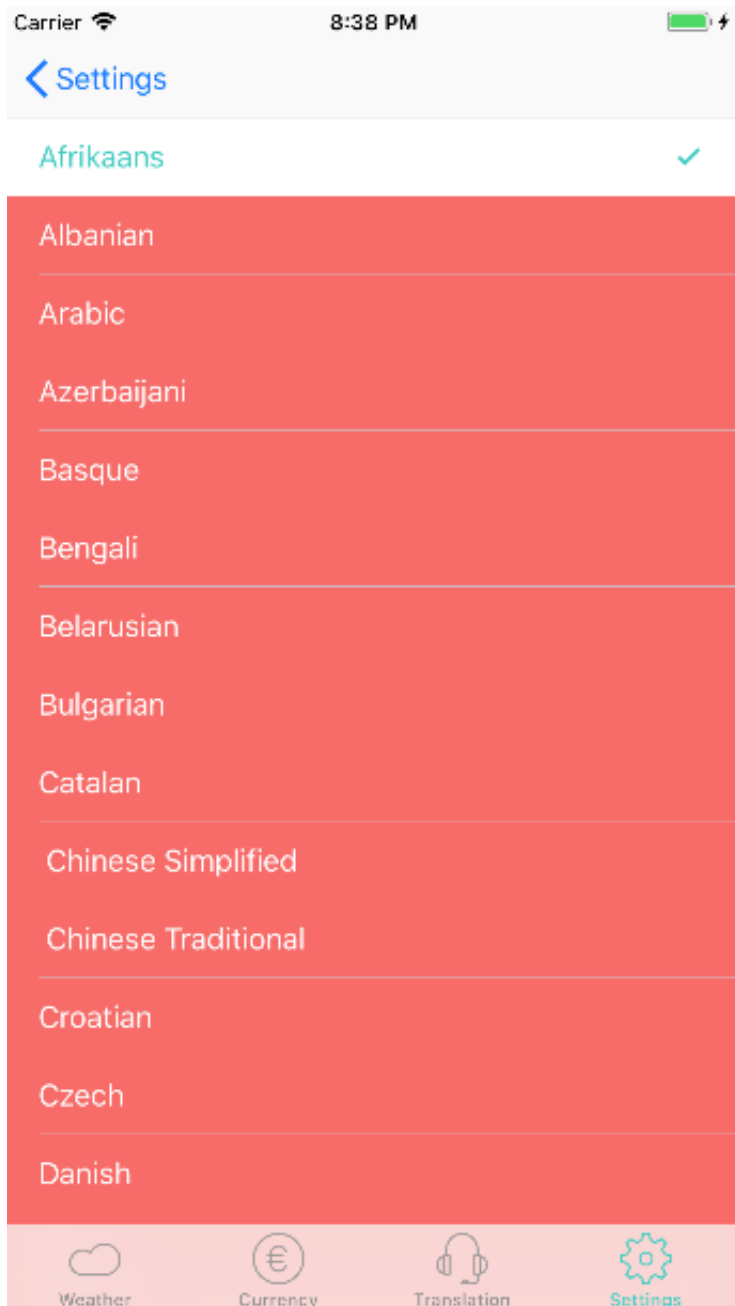 Carrier 8:38 PM
Settings
Afrikaans
Albanian
Arabic
Azerbaijani
Basque
Bengali
Belarusian
Bulgarian
Catalan
Chinese Simplified
Chinese Traditional
Croatian
Czech
Danish
Weather Currency Translation Settings